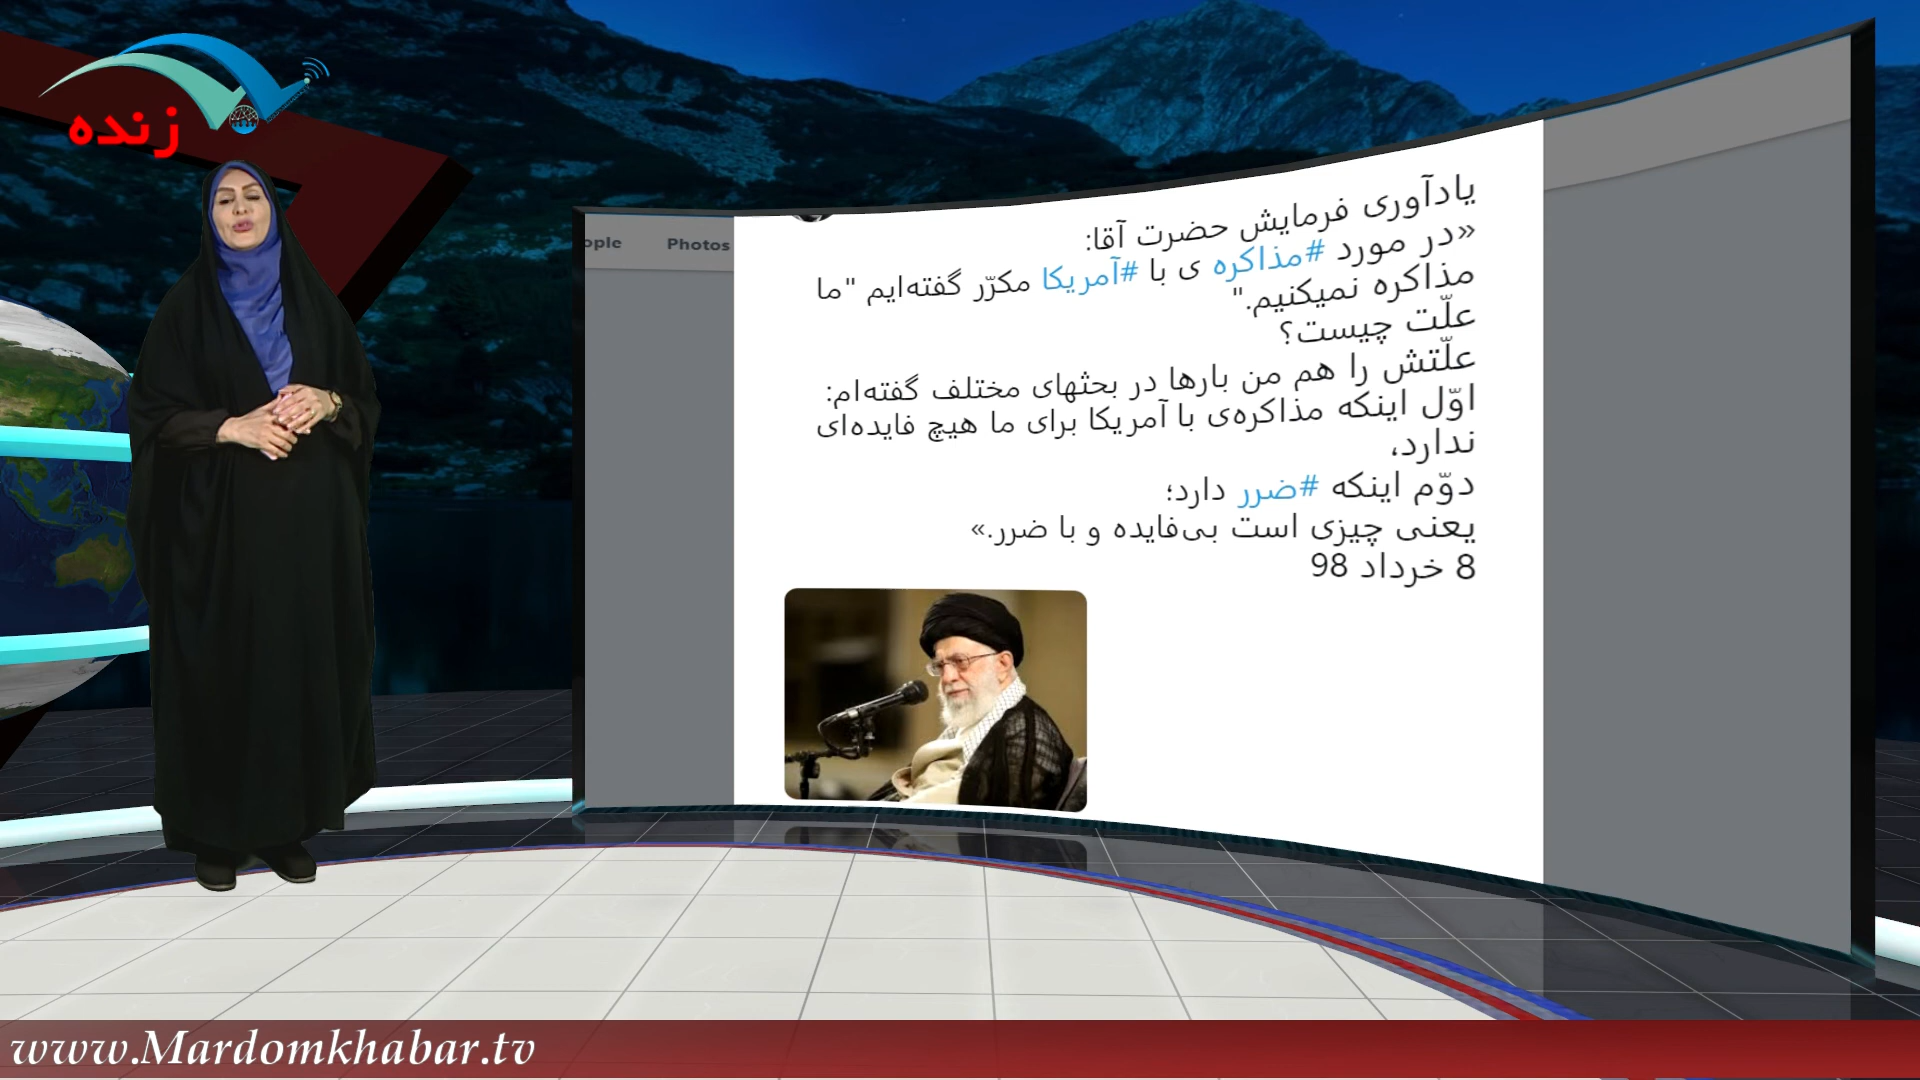 زنده
ople
Photos
یادآوری فرمایش حضرت آقا:
«در مورد #مذاکره ی با #آمریکا مکرّر گفته‌ایم "ما
مذاکره نمیکنیم."
علّت چیست؟
علّتش را هم من بارها در بحثهای مختلف گفته‌ام:
اوّل اینکه مذاکره‌ی با آمریکا برای ما هیچ فایده‌ای
ندارد،
دوّم اینکه #ضرر دارد؛
یعنی چیزی است بی‌فایده و با ضرر.»
8 خرداد 98
www.Mardomkhabar.tv